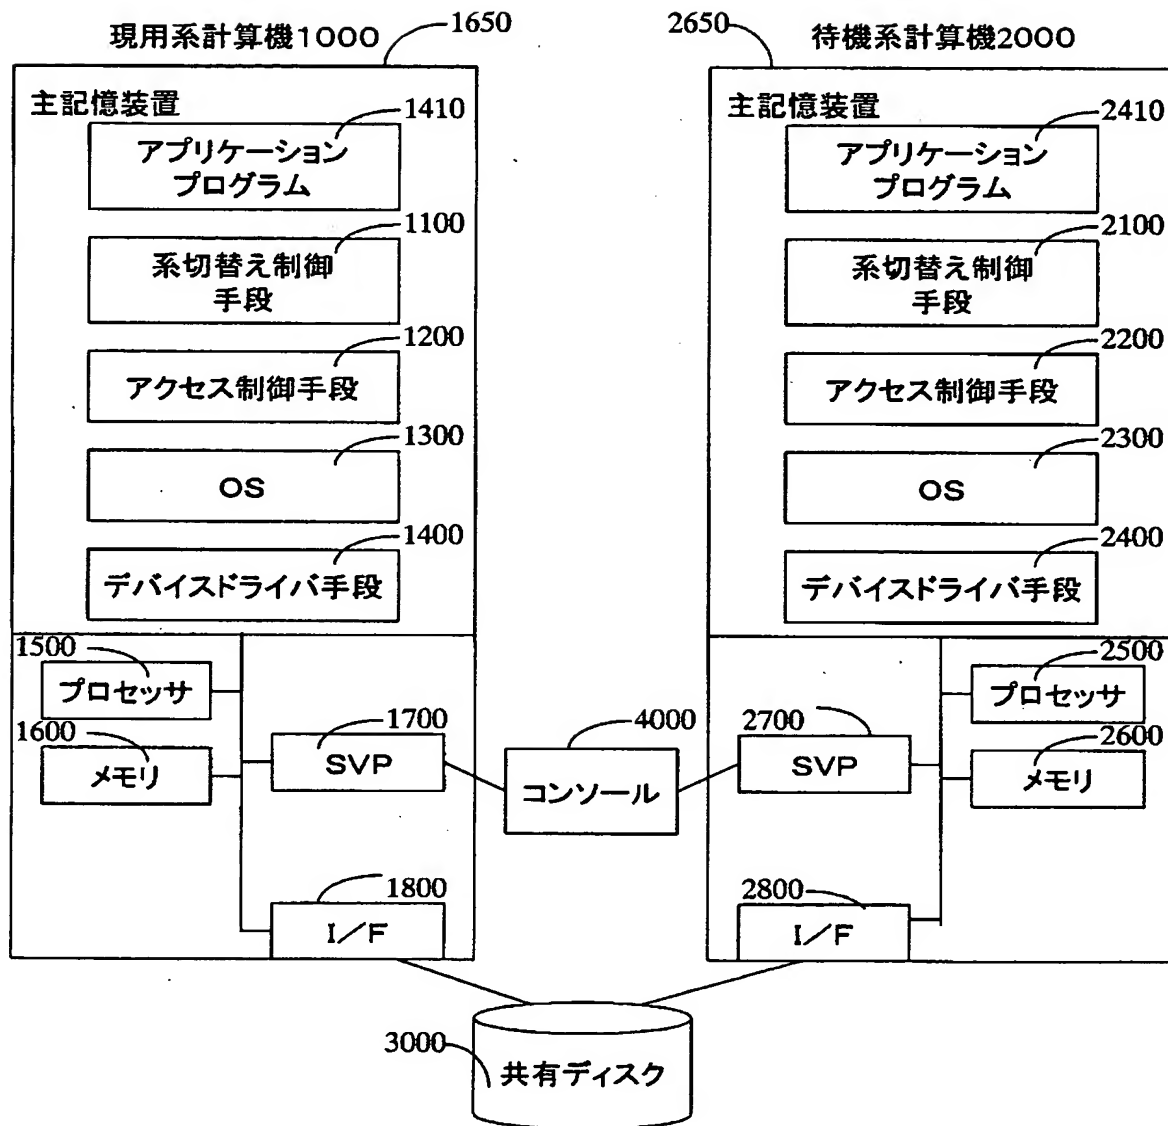 現用系計算機1000
1650
主記憶装置
1410
アプリケーション
プログラム
1100
系切替え制御
手段
1200
アクセス制御手段
1300
OS
1400
デバイスドライバ手段
1500
プロセッサ
1600
メモリ
1700
SVP
1800
I/F
4000
コンソール
待機系計算機2000
2650
主記憶装置
2410
アプリケーション
プログラム
2100
系切替え制御
手段
2200
アクセス制御手段
2300
OS
2400
デバイスドライバ手段
2500
プロセッサ
2700
SVP
2600
メモリ
2800
I/F
3000
共有ディスク